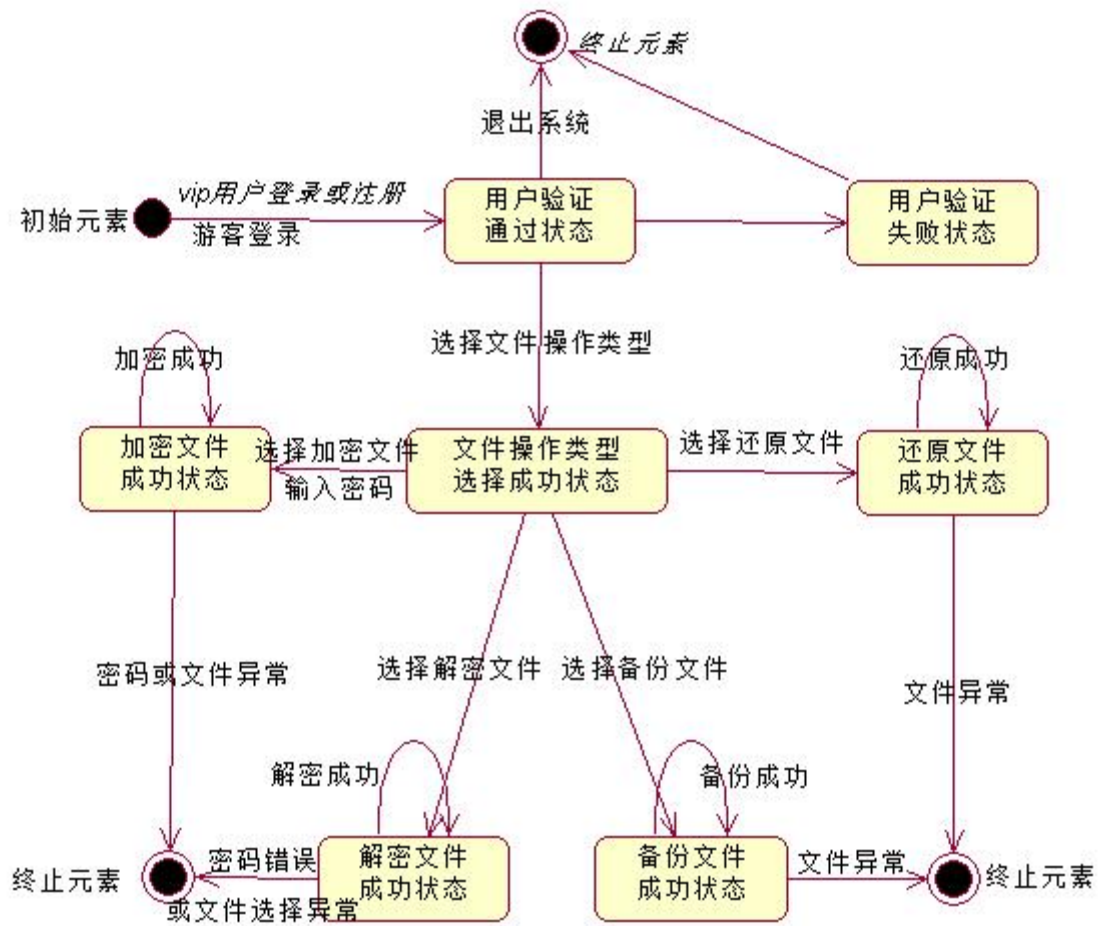 终止元素
退出系统
vip用户登录或注册
初始元素
游客登录
用户验证
通过状态
用户验证
失败状态
选择文件操作类型
加密成功
还原成功
加密文件
成功状态
选择加密文件
输入密码
文件操作类型
选择成功状态
选择还原文件
还原文件
成功状态
密码或文件异常
选择解密文件
选择备份文件
文件异常
解密成功
备份成功
终止元素
密码错误
或文件选择异常
解密文件
成功状态
备份文件
成功状态
文件异常
终止元素